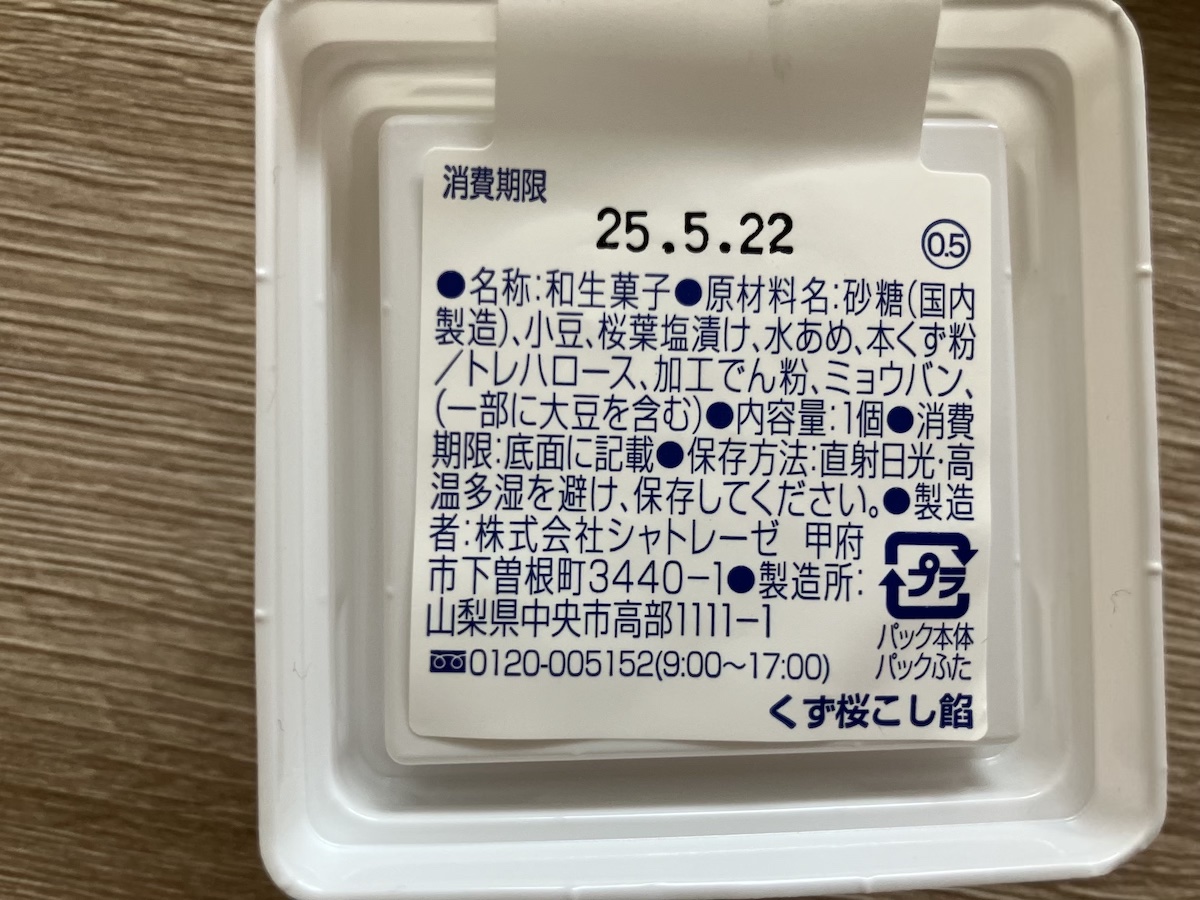 消費期限
25.5.22
0.5
●名称:和生菓子●原材料名:砂糖(国内
製造)、小豆、桜葉塩漬け、水あめ、本くず粉
/トレハロース、加工でん粉、ミョウバン、
(一部に大豆を含む)●内容量:1個●消費
期限:底面に記載●保存方法:直射日光・高
温多湿を避け、保存してください。●製造
者:株式会社シャトレーゼ 甲府
市下曽根町3440-1●製造所:
山梨県中央市高部1111-1
0120-005152(9:00〜17:00)
プラ
パック本体
パックふた
くず桜こし餡